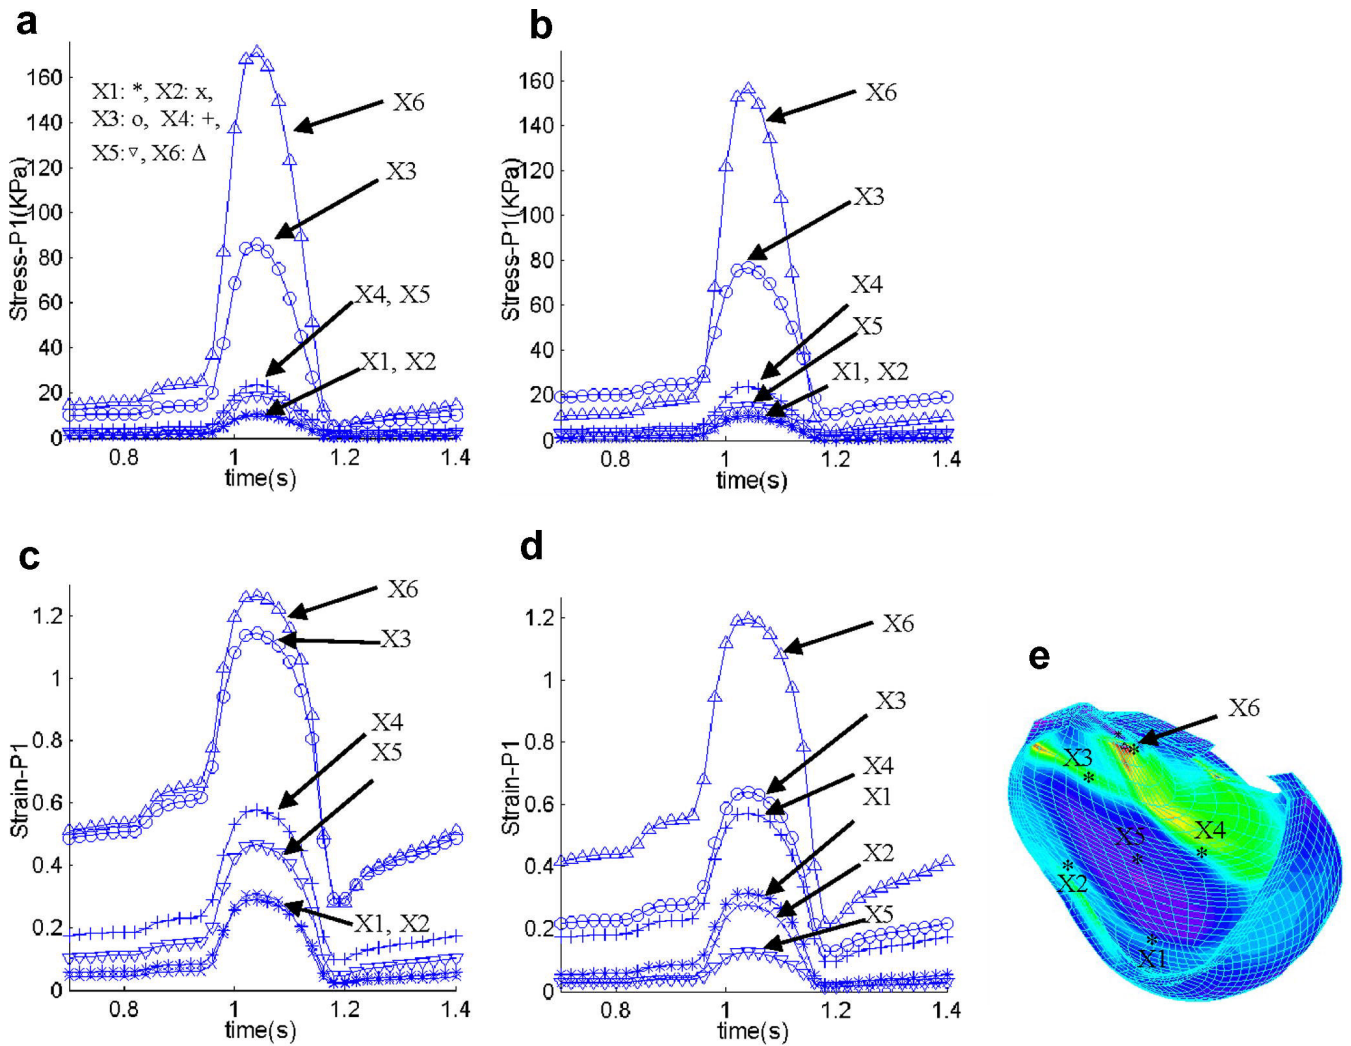 a
160
140
120
100
80
60
40
20
0
Stress-P1(KPa)
X1: *, X2: x,
X3: o, X4: +,
X5:▿, X6: Δ
X6
X3
X4, X5
X1, X2
0.8
1
1.2
1.4
time(s)
b
160
140
120
100
80
60
40
20
0
Stress-P1(KPa)
X6
X3
X4
X5
X1, X2
0.8
1
1.2
1.4
time(s)
c
1.2
1
0.8
0.6
0.4
0.2
0
Strain-P1
X6
X3
X4
X5
X1, X2
0.8
1
1.2
1.4
time(s)
d
1.2
1
0.8
0.6
0.4
0.2
0
Strain-P1
X6
X3
X4
X1
X2
X5
0.8
1
1.2
1.4
time(s)
e
X6
X3
X4
X5
X2
X1